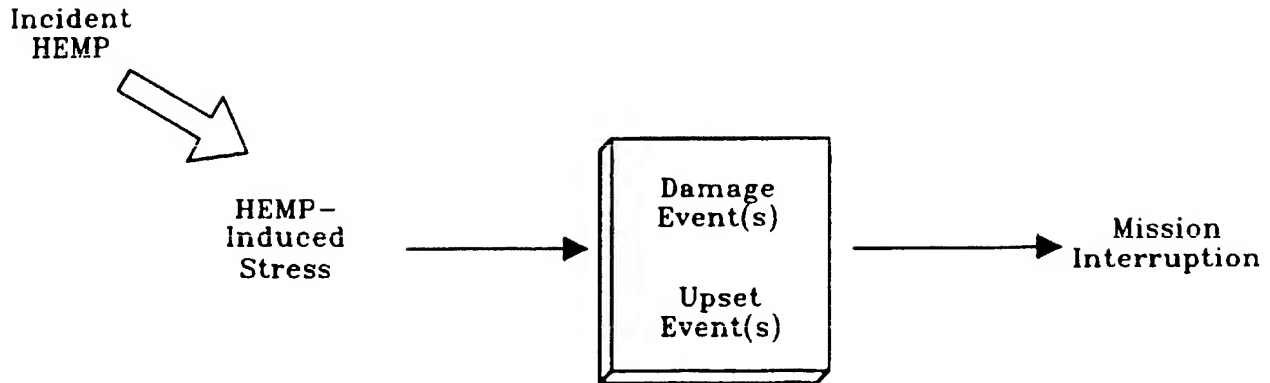 Incident
HEMP
HEMP-
Induced
Stress
Damage
Event(s)
Upset
Event(s)
Mission
Interruption